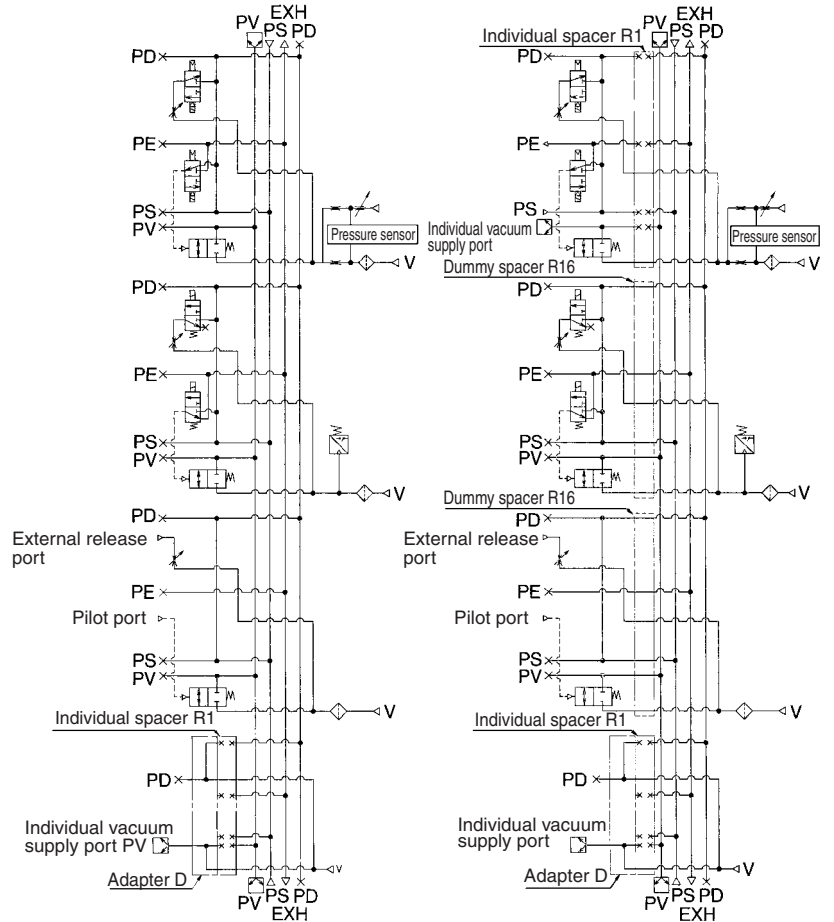 EXH
PV PS PD
PD
PE
PS
PV
Pressure sensor
V
PD
PE
PS
PV
V
PD
External release
port
PE
Pilot port
PS
PV
V
Individual spacer R1
PD
Individual vacuum
supply port PV
V
Adapter D
PS PD
PV EXH
EXH
PV PS PD
Individual spacer R1
PD
PE
PS
Individual vacuum
supply port
Pressure sensor
V
Dummy spacer R16
PD
PE
PS
PV
V
Dummy spacer R16
PD
External release
port
PE
Pilot port
PS
PV
V
Individual spacer R1
PD
Individual vacuum
supply port
V
Adapter D
PS PD
PV EXH